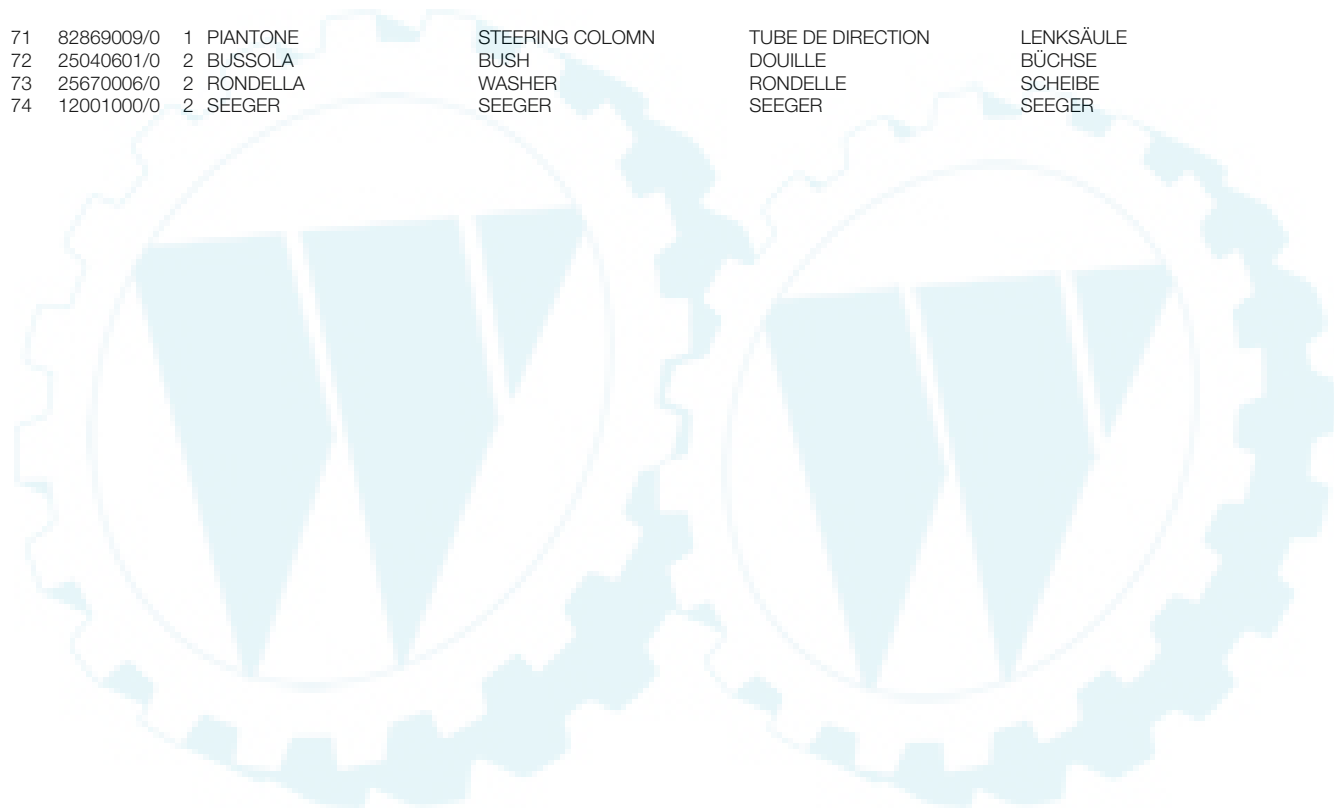 71 82869009/0 1 PIANTONE STEERING COLOMN TUBE DE DIRECTION LENKSÄULE
72 25040601/0 2 BUSSOLA BUSH DOUILLE BÜCHSE
73 25670006/0 2 RONDELLA WASHER RONDELLE SCHEIBE
74 12001000/0 2 SEEGER SEEGER SEEGER SEEGER